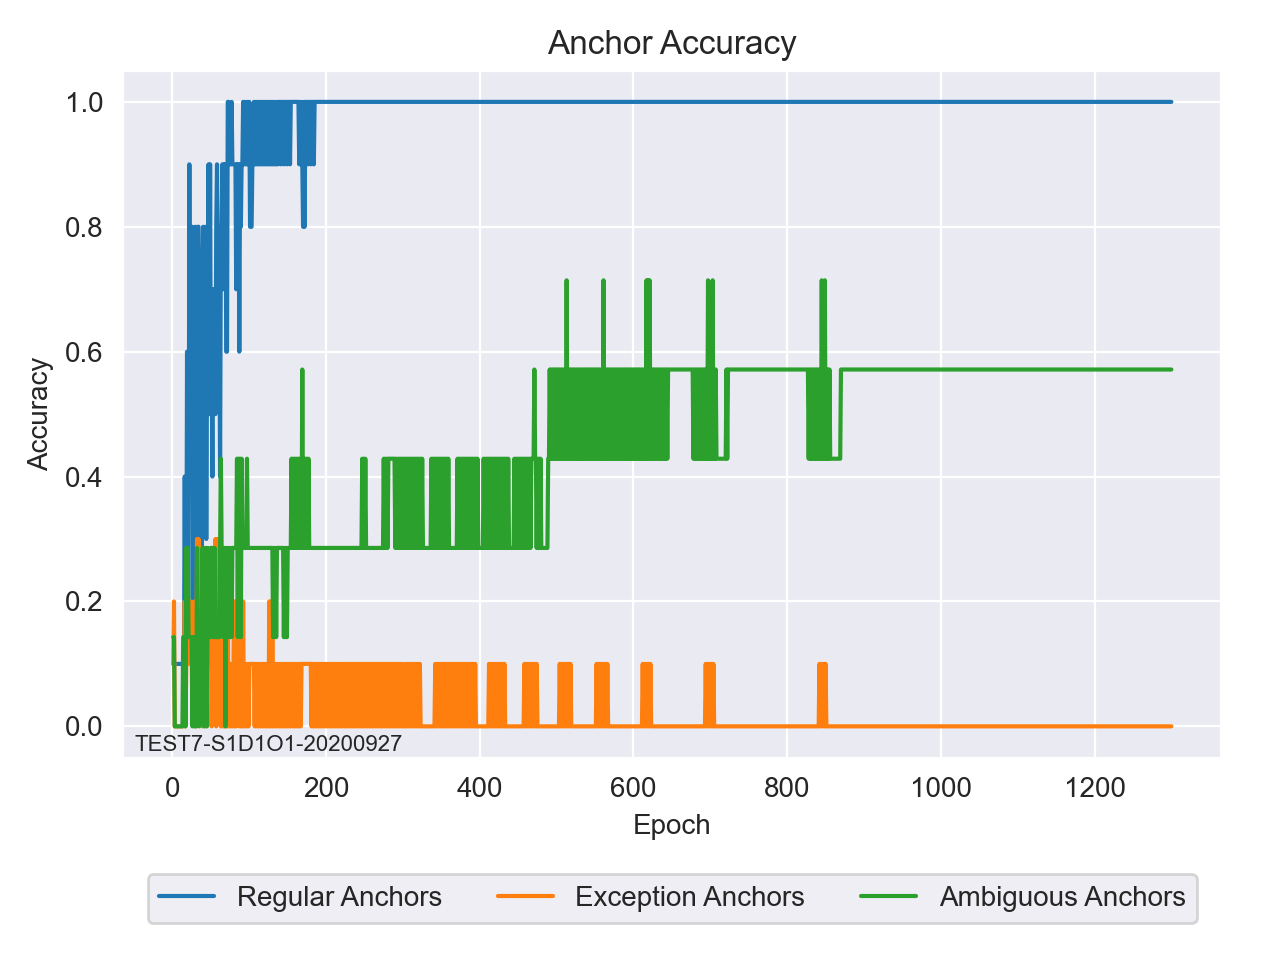 Anchor Accuracy
1.0
0.8
0.6
0.4
0.2
0.0
Accuracy
TEST7-S1D1O1-20200927
0 200 400 600 800 1000 1200
Epoch
Regular Anchors Exception Anchors Ambiguous Anchors